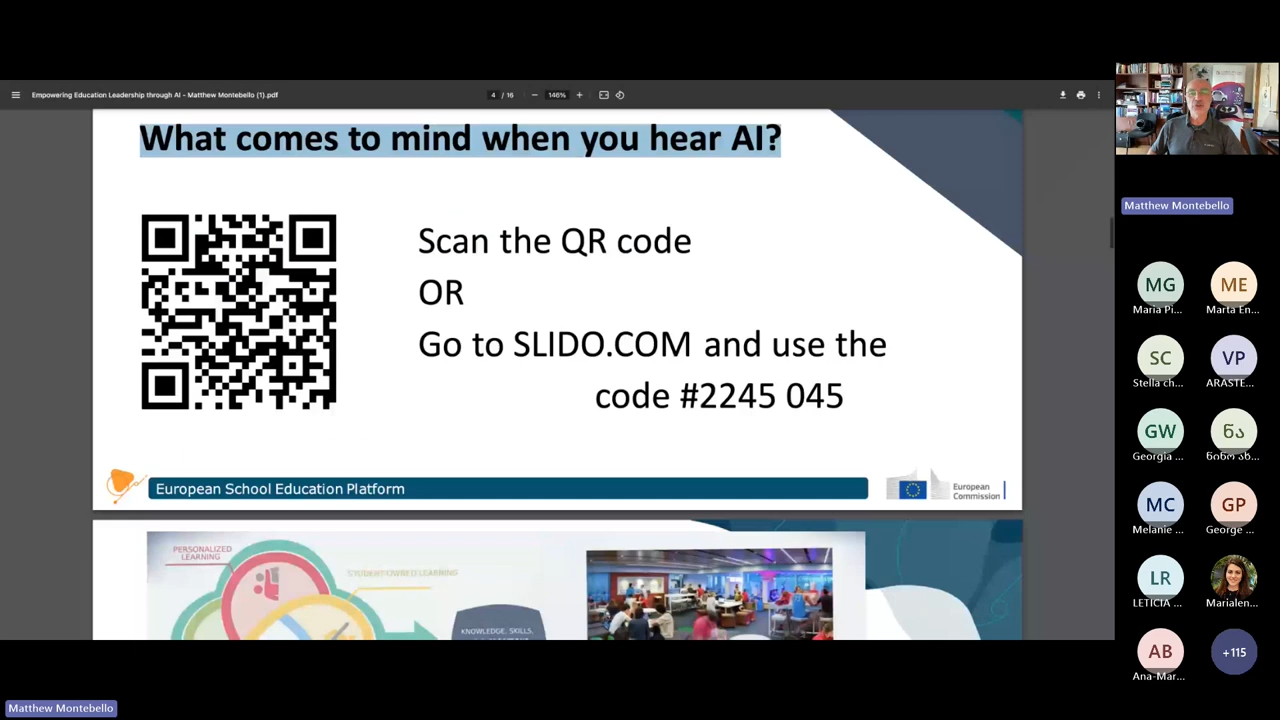 Empowering Education Leadership through AI - Matthew Montebello (1).pdf
4 / 16
146%
What comes to mind when you hear AI?
Scan the QR code
OR
Go to SLIDO.COM and use the
code #2245 045
European School Education Platform
European
Commission
PERSONALIZED
LEARNING
STUDENT-OWNED LEARNING
KNOWLEDGE, SKILLS,
Matthew Montebello
MG
Maria Pi...
ME
Marta En...
SC
Stella ch...
VP
ARASTE...
GW
Georgia ...
ნა
MC
Melanie ...
GP
George ...
LR
LETICIA ...
Marialen...
AB
Ana-Mar...
+115
Matthew Montebello